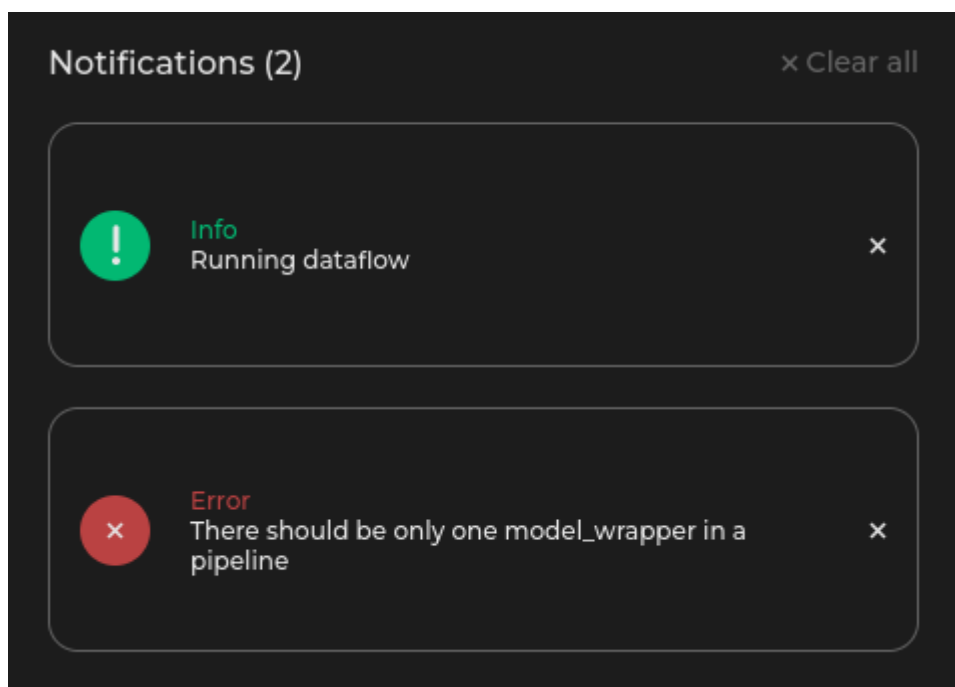 Notifications (2)
× Clear all
Info
Running dataflow
Error
There should be only one model_wrapper in a
pipeline